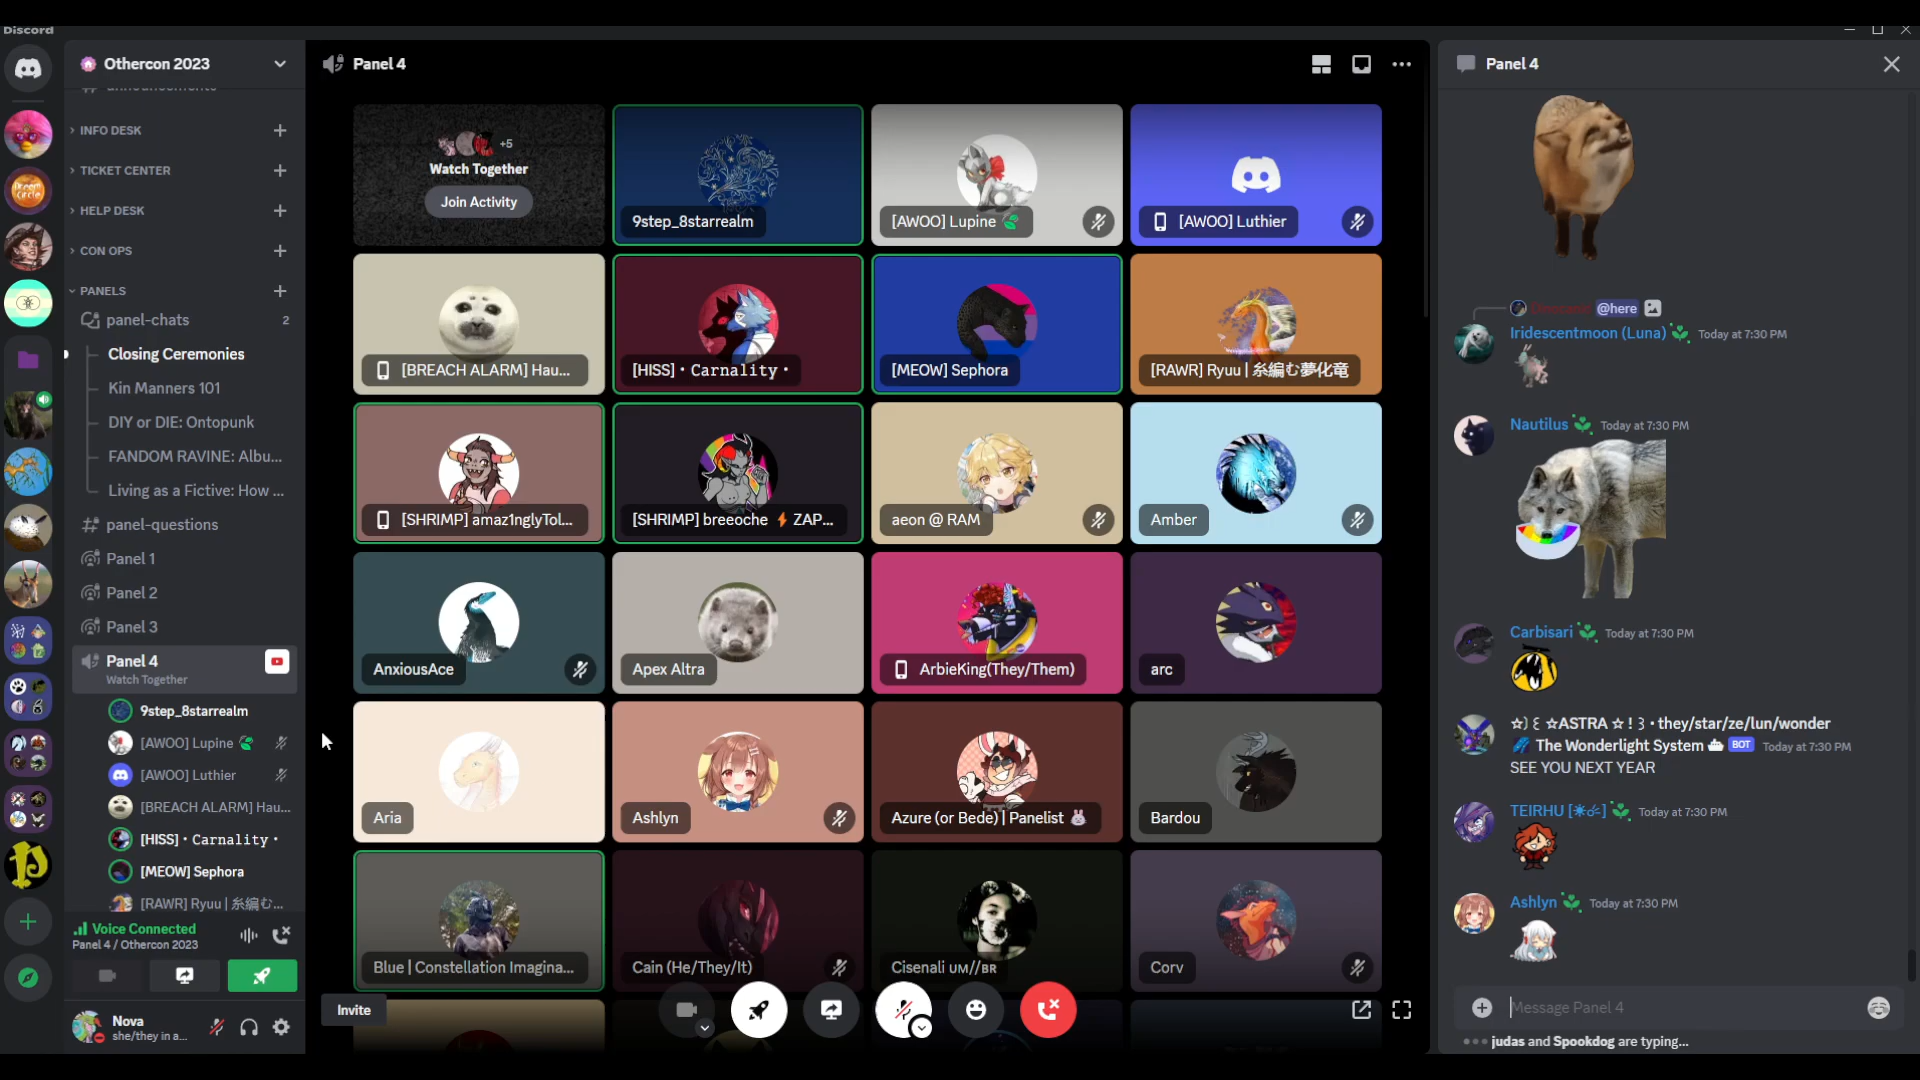 Discord
Othercon 2023
announcements
INFO DESK
TICKET CENTER
HELP DESK
CON OPS
PANELS
panel-chats
2
Closing Ceremonies
Kin Manners 101
DIY or DIE: Ontopunk
FANDOM RAVINE: Albu...
Living as a Fictive: How ...
panel-questions
Panel 1
Panel 2
Panel 3
Panel 4
Watch Together
9step_8starrealm
[AWOO] Lupine
[AWOO] Luthier
[BREACH ALARM] Hau...
[HISS]・Carnality・
[MEOW] Sephora
[RAWR] Ryuu | 糸編む...
Voice Connected
Panel 4 / Othercon 2023
Nova
she/they in a...
Panel 4
+5
Watch Together
Join Activity
9step_8starrealm
[AWOO] Lupine
[AWOO] Luthier
[BREACH ALARM] Hau...
[HISS]・Carnality・
[MEOW] Sephora
[RAWR] Ryuu | 糸編む夢化竜
[SHRIMP] amaz1nglyTol...
[SHRIMP] breeoche ⚡ ZAP...
aeon @ RAM
Amber
AnxiousAce
Apex Altra
ArbieKing(They/Them)
arc
Aria
Ashlyn
Azure (or Bede) | Panelist
Bardou
Blue | Constellation Imagina...
Cain (He/They/It)
Cisenali ᴜᴍ//ʙʀ
Corv
Invite
Panel 4
@here
Iridescentmoon (Luna) Today at 7:30 PM
Nautilus Today at 7:30 PM
Carbisari Today at 7:30 PM
☆〕꒰ ☆ASTRA ☆ ! ꒱ • they/star/ze/lun/wonder
The Wonderlight System BOT Today at 7:30 PM
SEE YOU NEXT YEAR
TEIRHU Today at 7:30 PM
Ashlyn Today at 7:30 PM
Message Panel 4
judas and Spookdog are typing...